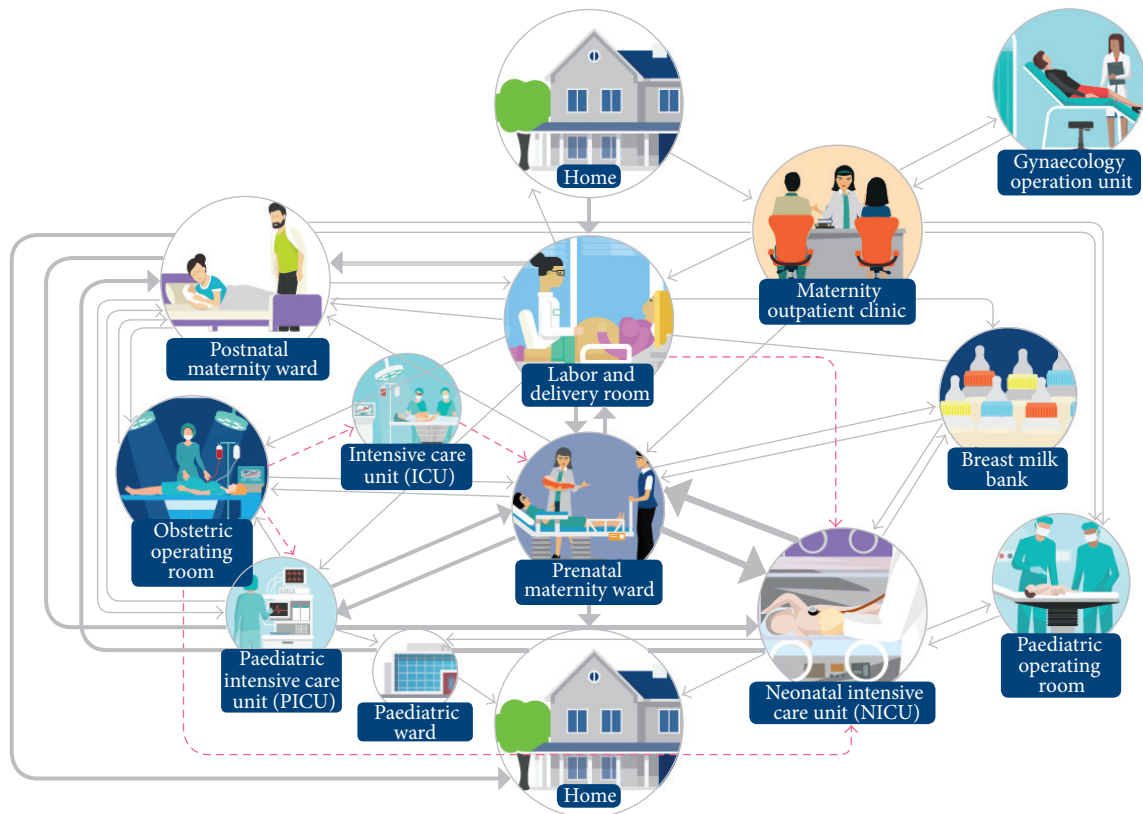 Home
Gynaecology
operation unit
Maternity
outpatient clinic
Postnatal
maternity ward
Labor and
delivery room
Intensive care
unit (ICU)
Breast milk
bank
Obstetric
operating
room
Prenatal
maternity ward
Paediatric
intensive care
unit (PICU)
Paediatric
ward
Neonatal intensive
care unit (NICU)
Paediatric
operating
room
Home